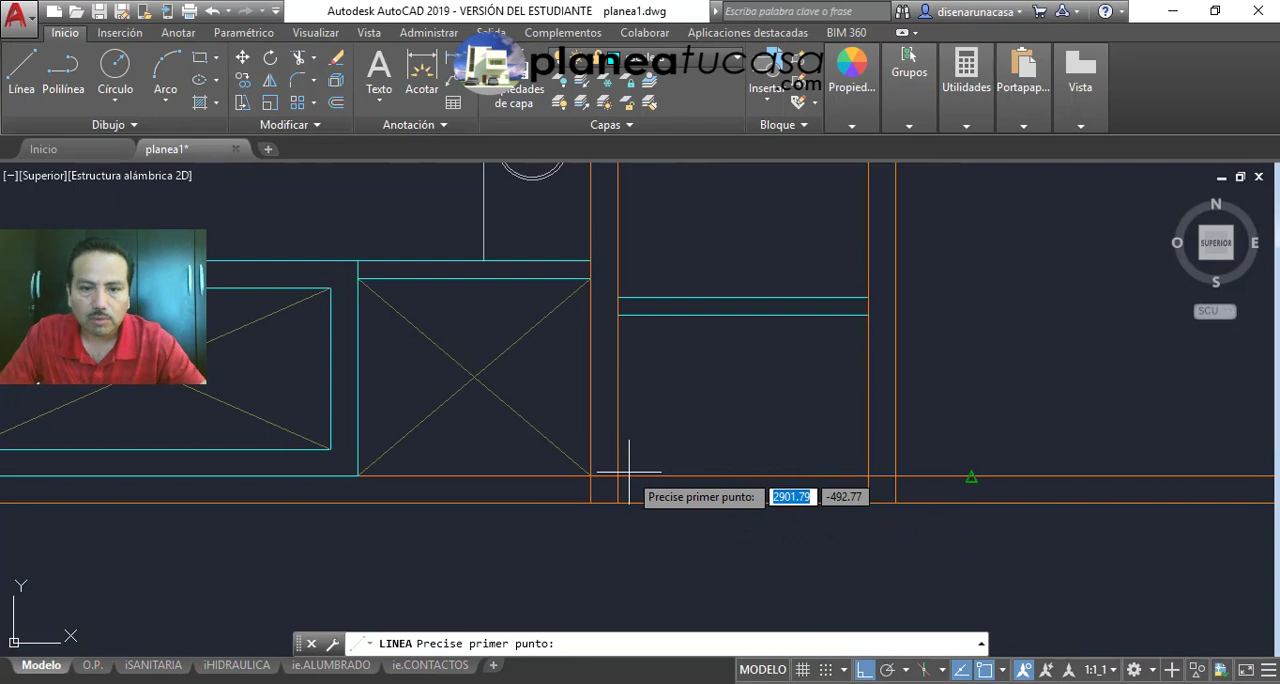 Autodesk AutoCAD 2019 - VERSIÓN DEL ESTUDIANTE planea1.dwg
Escriba palabra clave o frase
disenarunacasa
Inicio Inserción Anotar Paramétrico Visualizar Vista Administrar Salida Complementos Colaborar Aplicaciones destacadas BIM 360
planeatucasa
.com
Línea Polilínea Círculo Arco
Texto Acotar
Propiedades
de capa
Insertar
Propied... Grupos Utilidades Portapap... Vista
Dibujo Modificar Anotación Capas Bloque
Inicio planea1*
[−][Superior][Estructura alámbrica 2D]
N
O SUPERIOR E
S
SCU
Precise primer punto: 2901.79 -492.77
Y
X
LINEA Precise primer punto:
Modelo O.P. iSANITARIA iHIDRAULICA ie.ALUMBRADO ie.CONTACTOS
MODELO 1:1